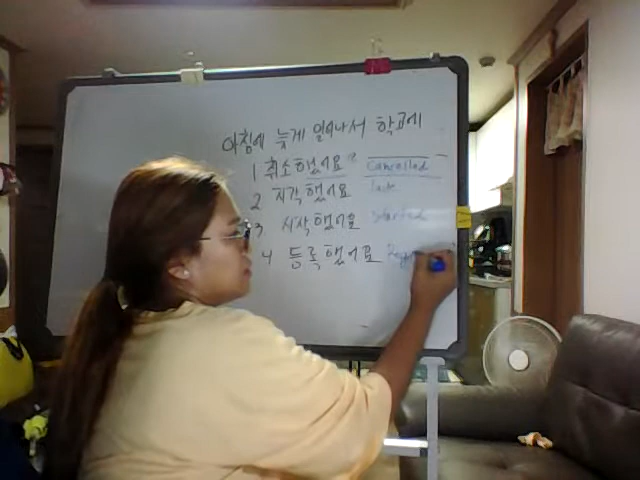 아침에 늦게 일어나서 학교에
1 취소했어요 Cancelled
2 지각했어요 late
3 시작했어요 started
4 등록했어요